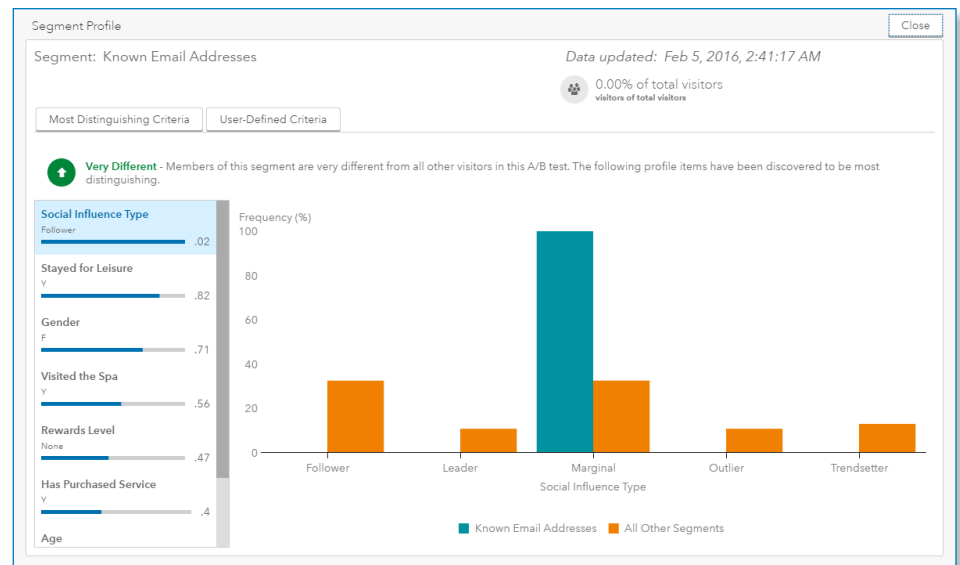 Segment Profile
Close
Segment: Known Email Addresses
Data updated: Feb 5, 2016, 2:41:17 AM
0.00% of total visitors
visitors of total visitors
Most Distinguishing Criteria
User-Defined Criteria
Very Different - Members of this segment are very different from all other visitors in this A/B test. The following profile items have been discovered to be most
distinguishing.
Social Influence Type
Follower
.02
Stayed for Leisure
Y
.82
Gender
F
.71
Visited the Spa
Y
.56
Rewards Level
None
.47
Has Purchased Service
Y
.4
Age
Frequency (%)
100
80
60
40
20
0
Follower
Leader
Marginal
Outlier
Trendsetter
Social Influence Type
Known Email Addresses
All Other Segments